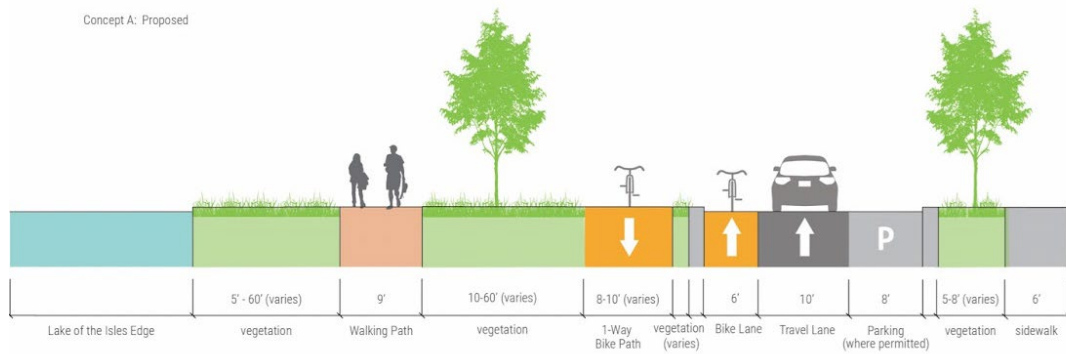 Concept A: Proposed
P
5' - 60' (varies)
9'
10-60' (varies)
8-10' (varies)
6'
10'
8'
5-8' (varies)
6'
Lake of the Isles Edge
vegetation
Walking Path
vegetation
1-Way
Bike Path
vegetation
(varies)
Bike Lane
Travel Lane
Parking
(where permitted)
vegetation
sidewalk